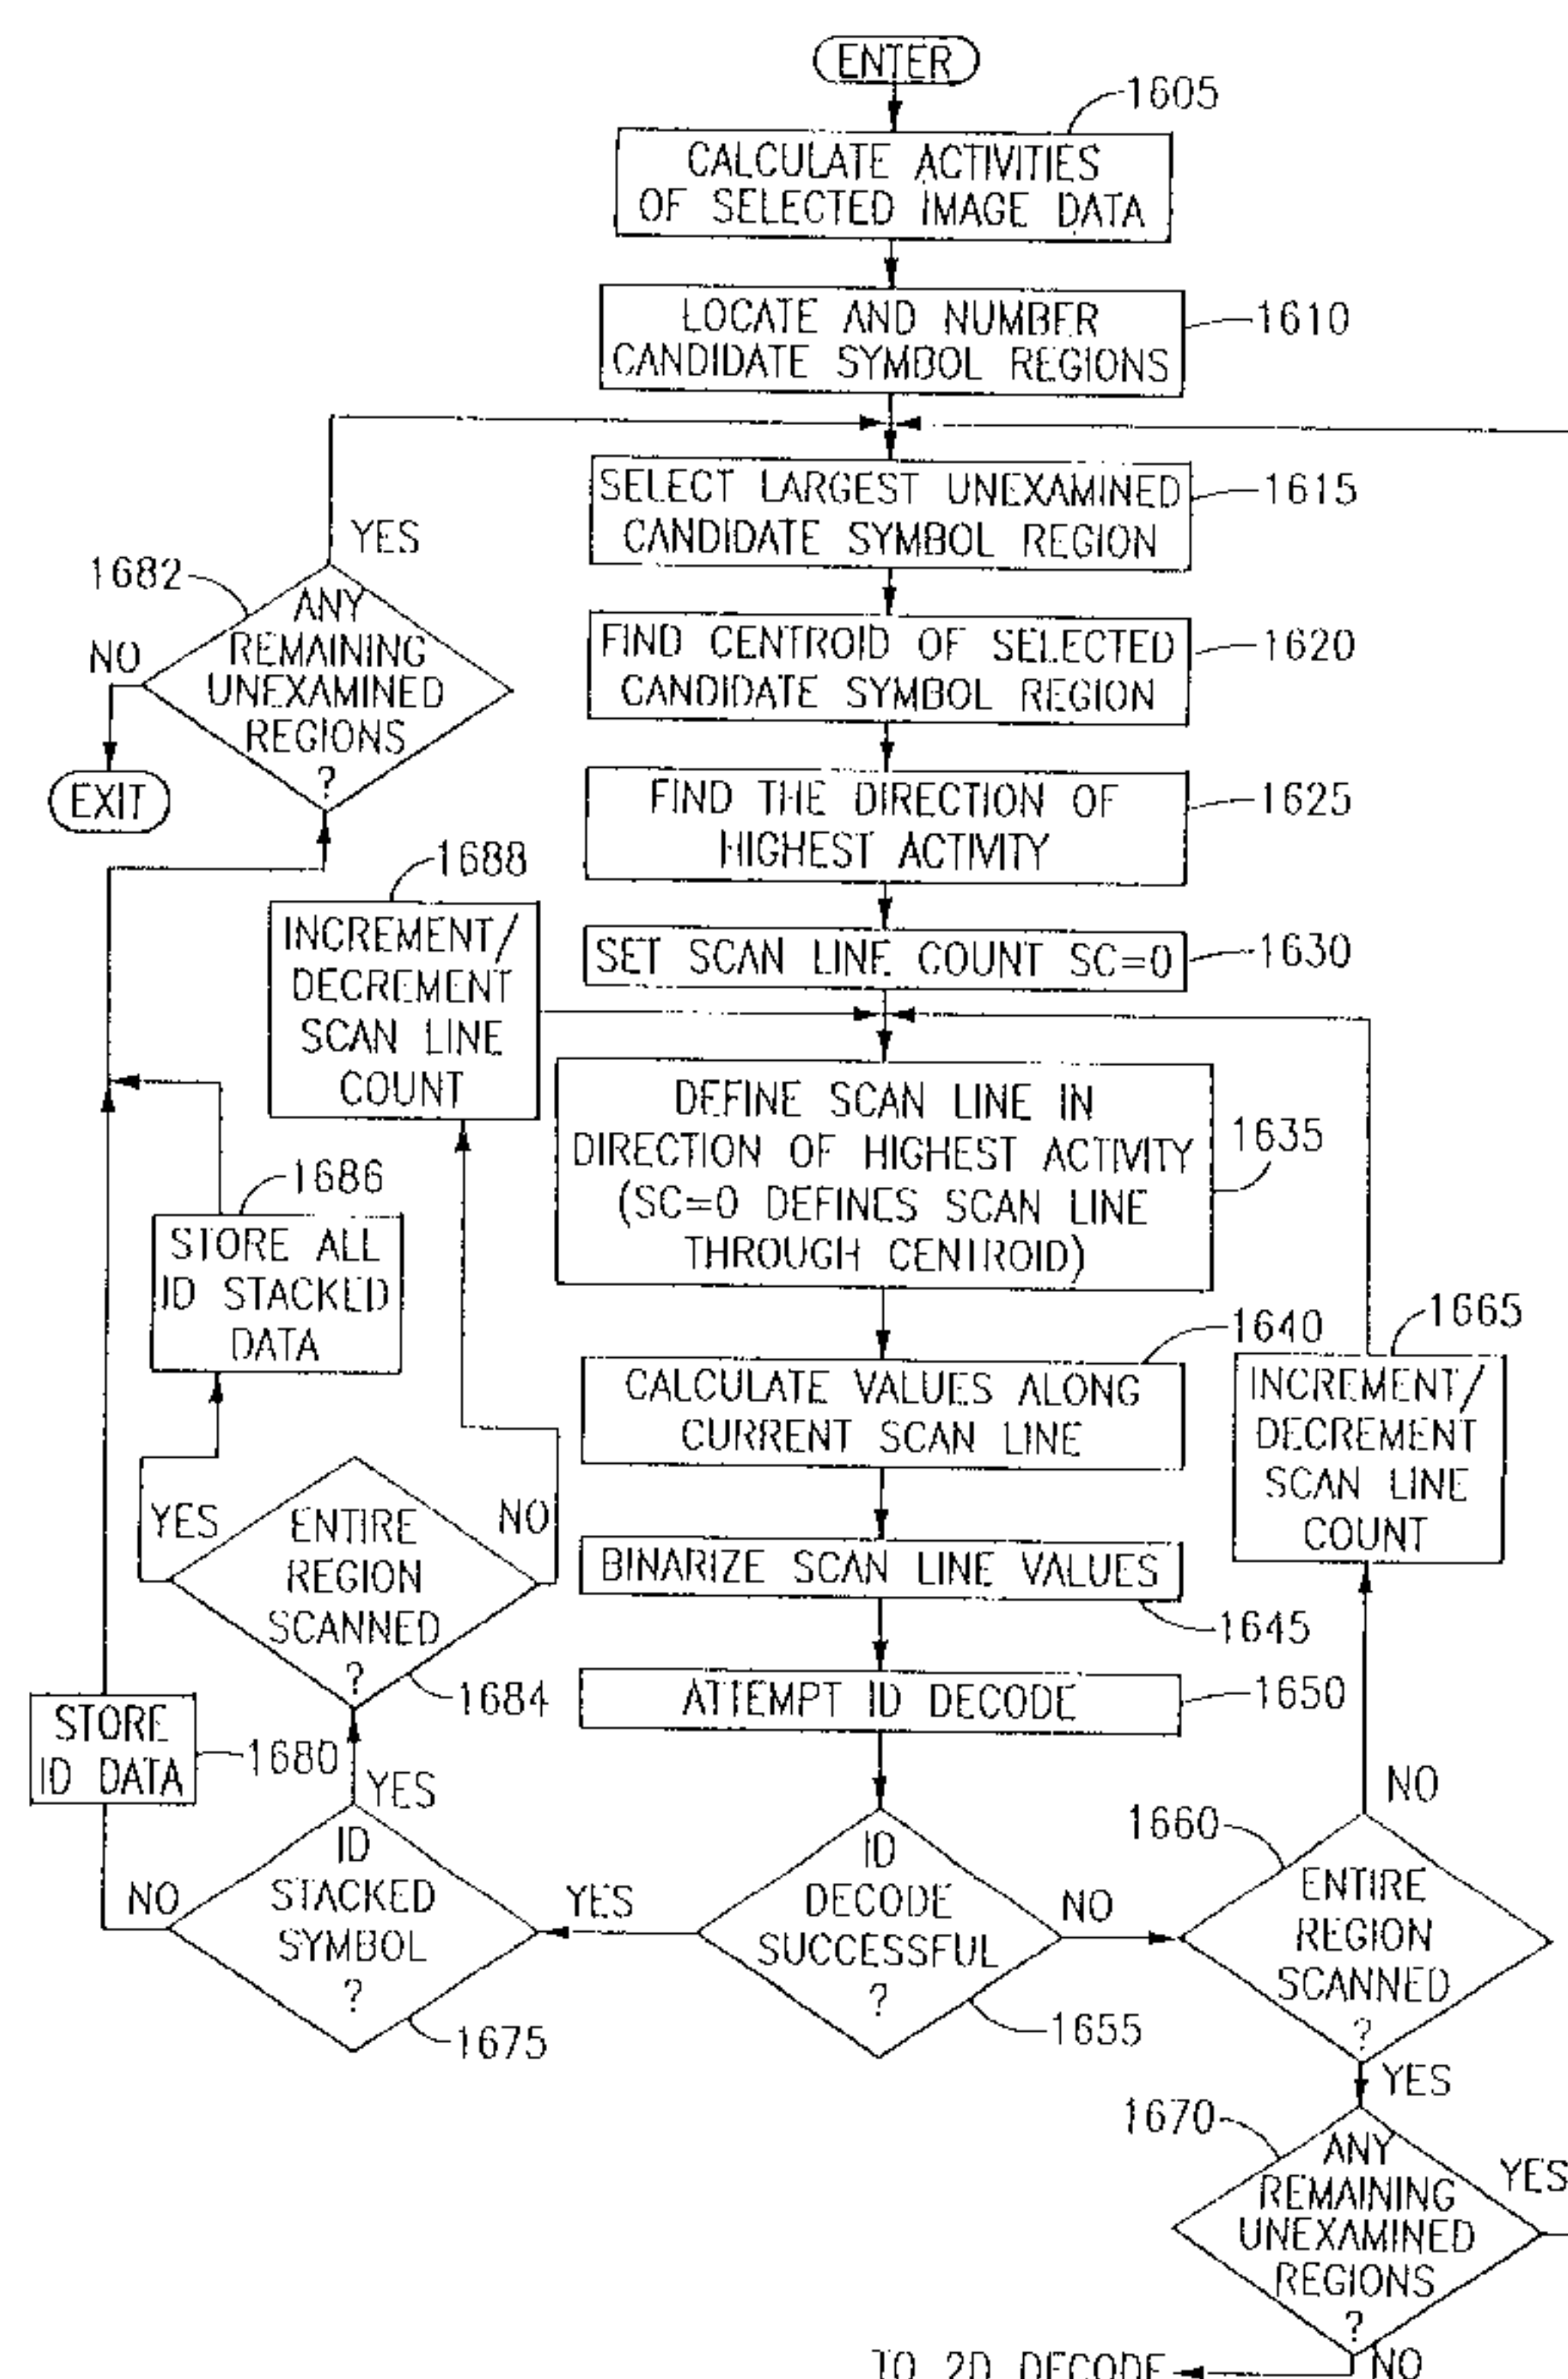 ENTER
1605
CALCULATE ACTIVITIES
OF SELECTED IMAGE DATA
LOCATE AND NUMBER
CANDIDATE SYMBOL REGIONS
1610
SELECT LARGEST UNEXAMINED
CANDIDATE SYMBOL REGION
1615
YES
1682
ANY
REMAINING
UNEXAMINED
REGIONS
?
NO
EXIT
FIND CENTROID OF SELECTED
CANDIDATE SYMBOL REGION
1620
FIND THE DIRECTION OF
HIGHEST ACTIVITY
1625
1688
INCREMENT/
DECREMENT
SCAN LINE
COUNT
SET SCAN LINE COUNT SC=0
1630
DEFINE SCAN LINE IN
DIRECTION OF HIGHEST ACTIVITY
(SC=0 DEFINES SCAN LINE
THROUGH CENTROID)
1635
1686
STORE ALL
ID STACKED
DATA
1640
CALCULATE VALUES ALONG
CURRENT SCAN LINE
1665
INCREMENT/
DECREMENT
SCAN LINE
COUNT
YES
ENTIRE
REGION
SCANNED
?
NO
1684
BINARIZE SCAN LINE VALUES
1645
ATTEMPT ID DECODE
1650
STORE
ID DATA
1680
YES
NO
ID
STACKED
SYMBOL
?
1675
YES
ID
DECODE
SUCCESSFUL
?
1655
NO
1660
NO
ENTIRE
REGION
SCANNED
?
YES
1670
ANY
REMAINING
UNEXAMINED
REGIONS
?
YES
NO
TO 2D DECODE